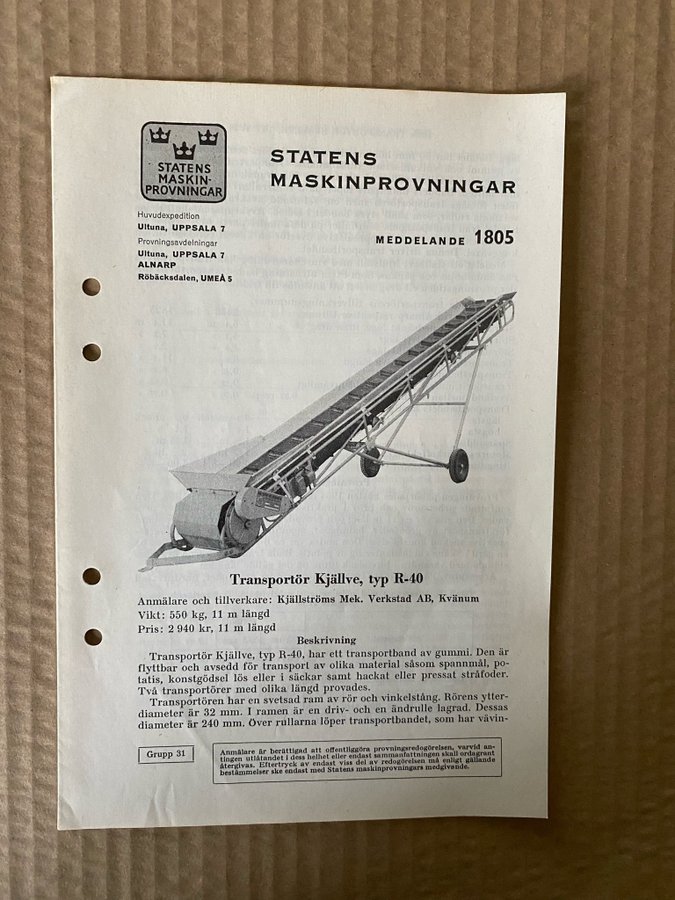 STATENS
MASKIN-
PROVNINGAR
STATENS
MASKINPROVNINGAR
Huvudexpedition
Ultuna, UPPSALA 7
Provningsavdelningar
Ultuna, UPPSALA 7
ALNARP
Röbäcksdalen, UMEÅ 5
MEDDELANDE 1805
Transportör Kjällve, typ R-40
Anmälare och tillverkare: Kjällströms Mek. Verkstad AB, Kvänum
Vikt: 550 kg, 11 m längd
Pris: 2 940 kr, 11 m längd
Beskrivning
Transportör Kjällve, typ R-40, har ett transportband av gummi. Den är
flyttbar och avsedd för transport av olika material såsom spannmål, po-
tatis, konstgödsel lös eller i säckar samt hackat eller pressat stråfoder.
Två transportörer med olika längd provades.
Transportören har en svetsad ram av rör och vinkelstång. Rörens ytter-
diameter är 32 mm. I ramen är en driv- och en ändrulle lagrad. Dessas
diameter är 240 mm. Över rullarna löper transportbandet, som har vävin-
Grupp 31
Anmälare är berättigad att offentliggöra provningsredogörelsen, varvid an-
tingen utlåtandet i dess helhet eller endast sammanfattningen skall ordagrant
återgivas. Eftertryck av endast viss del av redogörelsen må enligt gällande
bestämmelser ske endast med Statens maskinprovningars medgivande.